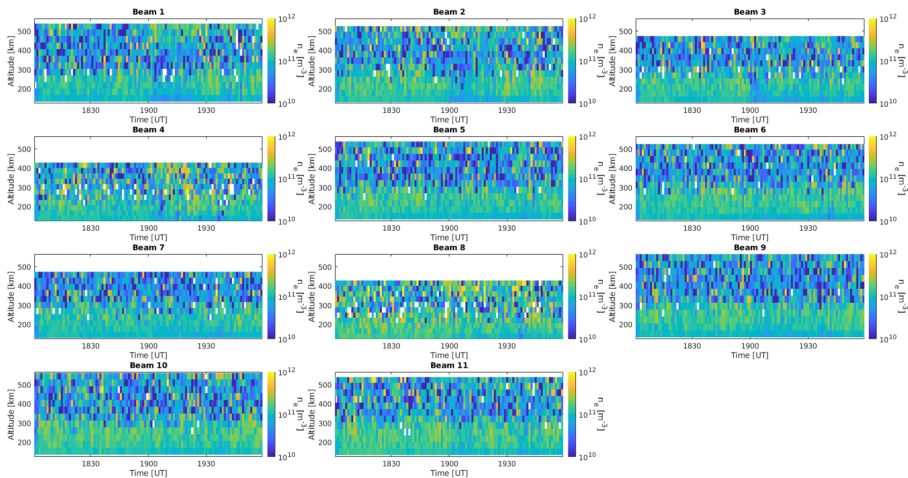 Beam 1 Beam 2 Beam 3
500 400 300 200 Altitude [km] 1830 1900 1930 Time [UT] 10^12 10^11 10^10 n_e [m^-3]
500 400 300 200 Altitude [km] 1830 1900 1930 Time [UT] 10^12 10^11 10^10 n_e [m^-3]
500 400 300 200 Altitude [km] 1830 1900 1930 Time [UT] 10^12 10^11 10^10 n_e [m^-3]
Beam 4 Beam 5 Beam 6
500 400 300 200 Altitude [km] 1830 1900 1930 Time [UT] 10^12 10^11 10^10 n_e [m^-3]
500 400 300 200 Altitude [km] 1830 1900 1930 Time [UT] 10^12 10^11 10^10 n_e [m^-3]
500 400 300 200 Altitude [km] 1830 1900 1930 Time [UT] 10^12 10^11 10^10 n_e [m^-3]
Beam 7 Beam 8 Beam 9
500 400 300 200 Altitude [km] 1830 1900 1930 Time [UT] 10^12 10^11 10^10 n_e [m^-3]
500 400 300 200 Altitude [km] 1830 1900 1930 Time [UT] 10^12 10^11 10^10 n_e [m^-3]
500 400 300 200 Altitude [km] 1830 1900 1930 Time [UT] 10^12 10^11 10^10 n_e [m^-3]
Beam 10 Beam 11
500 400 300 200 Altitude [km] 1830 1900 1930 Time [UT] 10^12 10^11 10^10 n_e [m^-3]
500 400 300 200 Altitude [km] 1830 1900 1930 Time [UT] 10^12 10^11 10^10 n_e [m^-3]